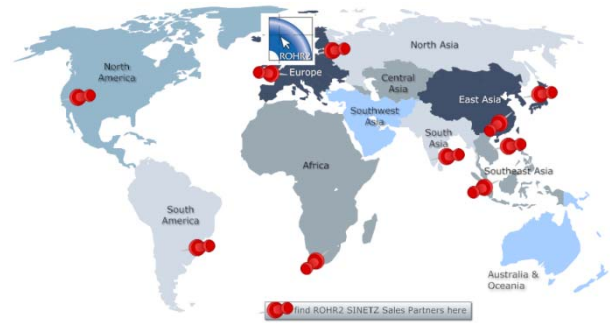 ROHR2
North Asia
North
America
Europe
Central
Asia
East Asia
Southwest
Asia
South
Asia
Africa
Southeast Asia
South
America
Australia &
Oceania
find ROHR2 SINETZ Sales Partners here